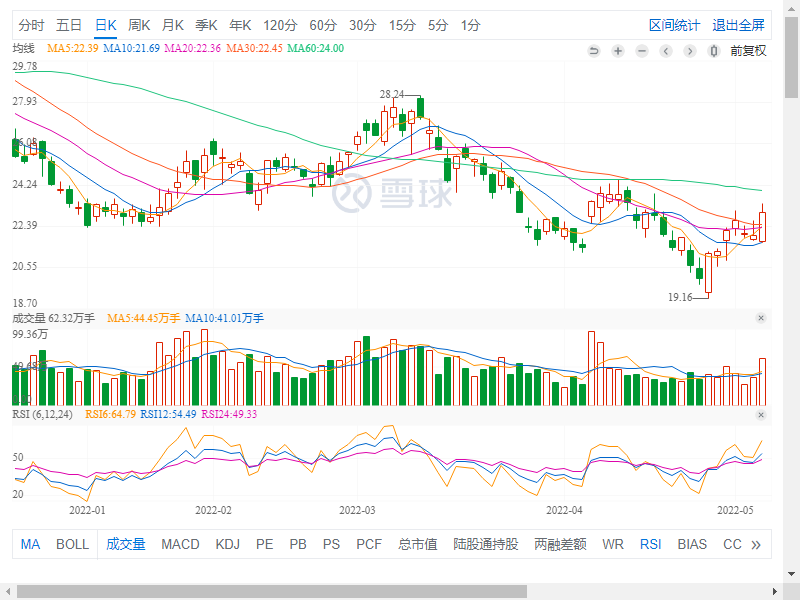 分时 五日 日K 周K 月K 季K 年K 120分 60分 30分 15分 5分 1分 区间统计 退出全屏
均线 MA5:22.39 MA10:21.69 MA20:22.36 MA30:22.45 MA60:24.00 前复权
29.78
28.24
27.93
26.08
24.24
雪球
22.39
20.55
19.16
18.70
成交量 62.32万手 MA5:44.45万手 MA10:41.01万手
99.36万
RSI (6,12,24) RSI6:64.79 RSI12:54.49 RSI24:49.33
50
20
2022-01 2022-02 2022-03 2022-04 2022-05
MA BOLL 成交量 MACD KDJ PE PB PS PCF 总市值 陆股通持股 两融差额 WR RSI BIAS CC »